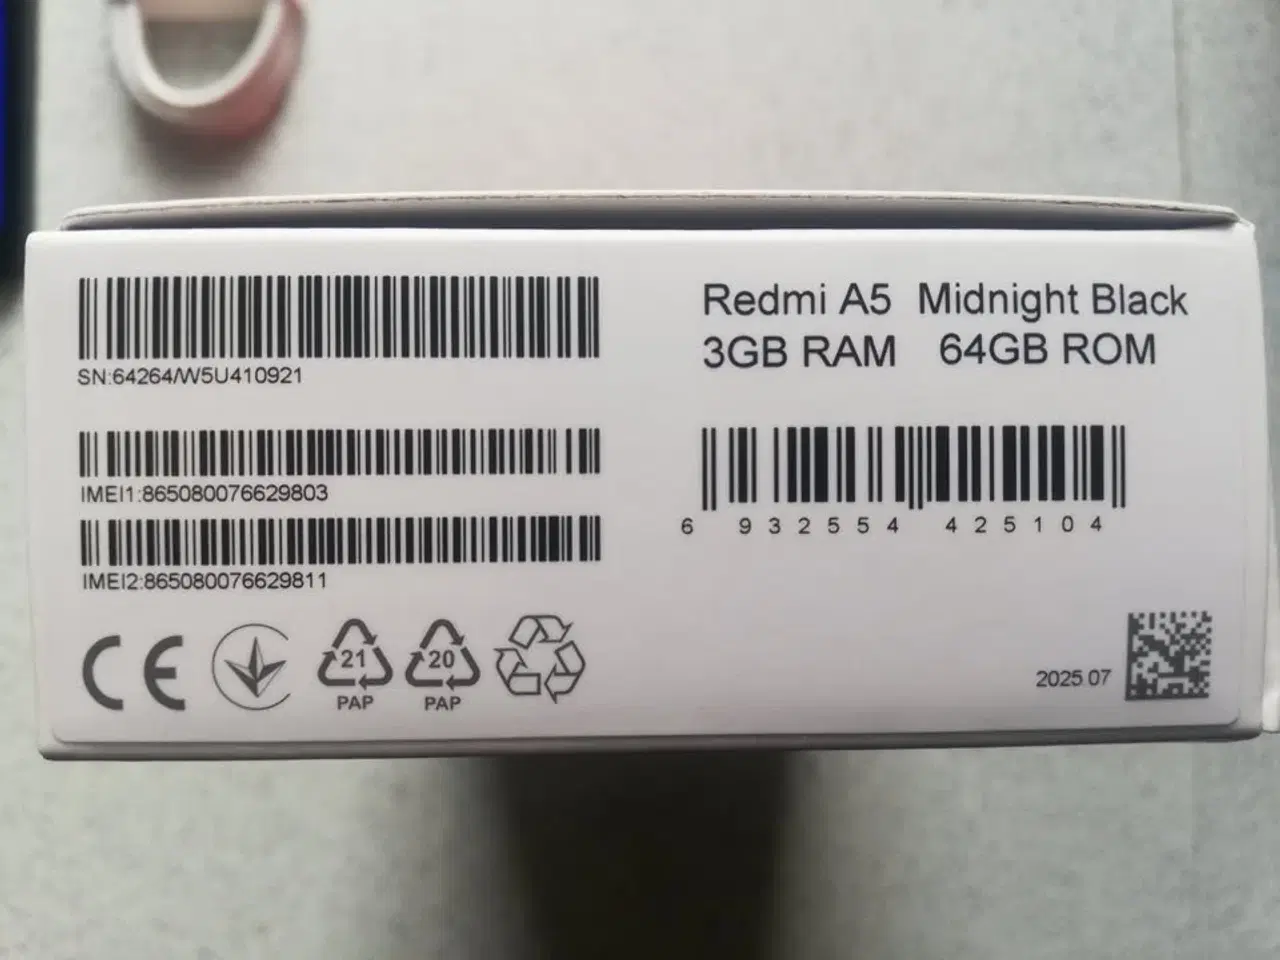 SN:64264/W5U410921
Redmi A5 Midnight Black
3GB RAM 64GB ROM
IMEI1:865080076629803
IMEI2:865080076629811
6 932554 425104
CE
21
PAP
20
PAP
2025 07